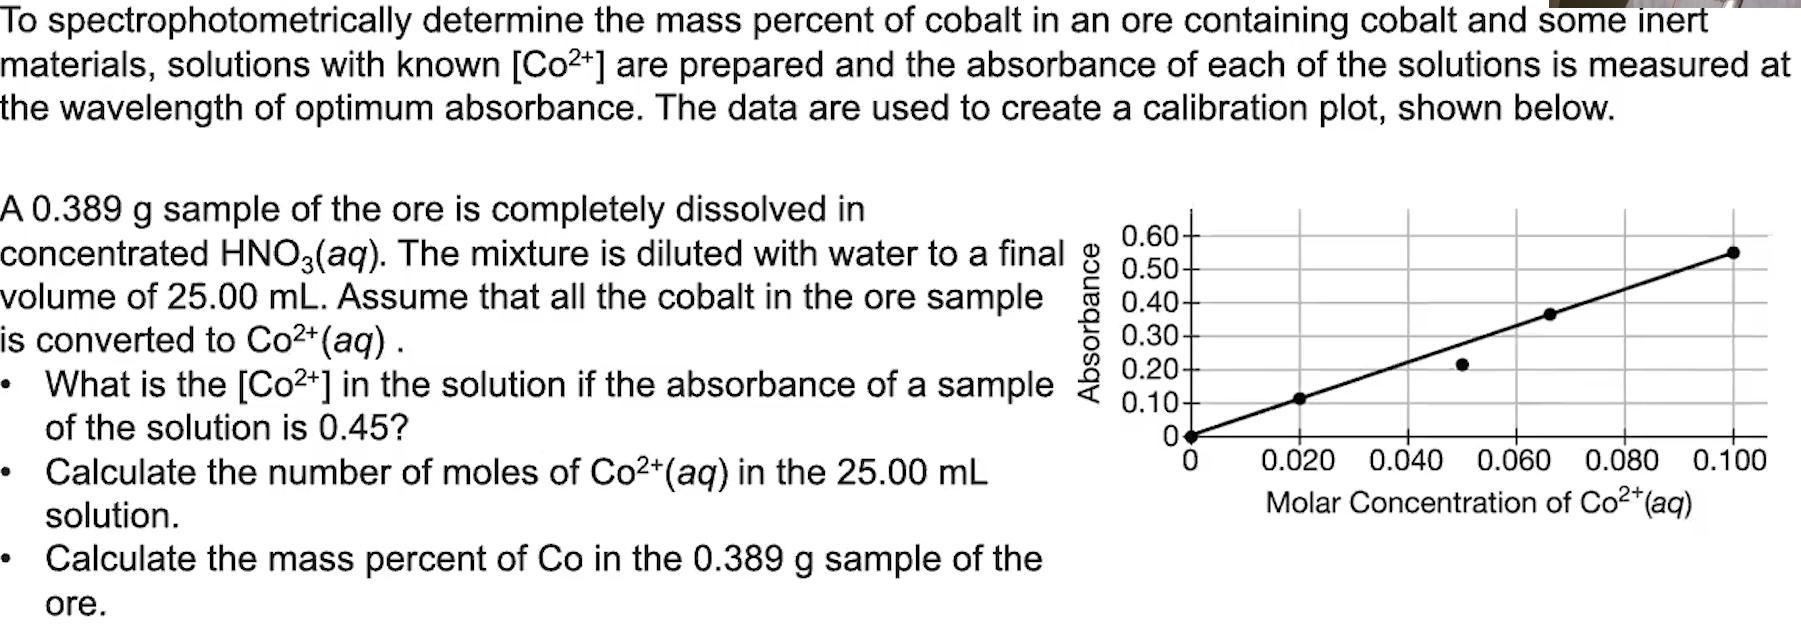 To spectrophotometrically determine the mass percent of cobalt in an ore containing cobalt and some inert
materials, solutions with known [Co²⁺] are prepared and the absorbance of each of the solutions is measured at
the wavelength of optimum absorbance. The data are used to create a calibration plot, shown below.
A 0.389 g sample of the ore is completely dissolved in
concentrated HNO₃(aq). The mixture is diluted with water to a final
volume of 25.00 mL. Assume that all the cobalt in the ore sample
is converted to Co²⁺(aq) .
• What is the [Co²⁺] in the solution if the absorbance of a sample
of the solution is 0.45?
• Calculate the number of moles of Co²⁺(aq) in the 25.00 mL
solution.
• Calculate the mass percent of Co in the 0.389 g sample of the
ore.
Absorbance
0.60
0.50
0.40
0.30
0.20
0.10
0
0 0.020 0.040 0.060 0.080 0.100
Molar Concentration of Co²⁺(aq)